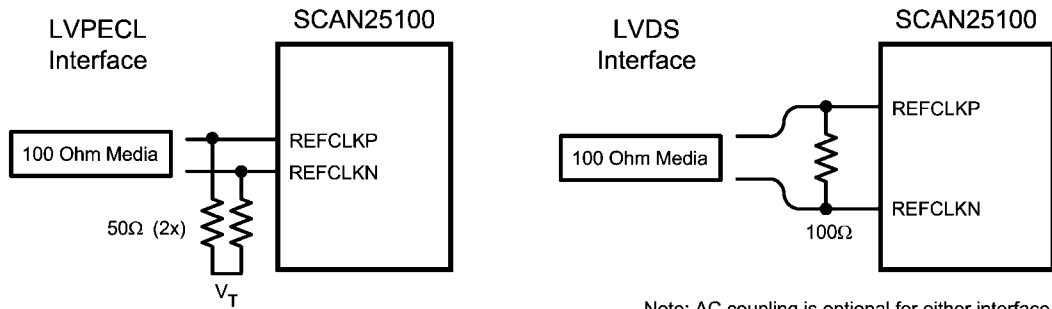 LVPECL
Interface
SCAN25100
100 Ohm Media
REFCLKP
REFCLKN
50Ω (2x)
VT
LVDS
Interface
SCAN25100
100 Ohm Media
REFCLKP
REFCLKN
100Ω
Note: AC coupling is optional for either interface